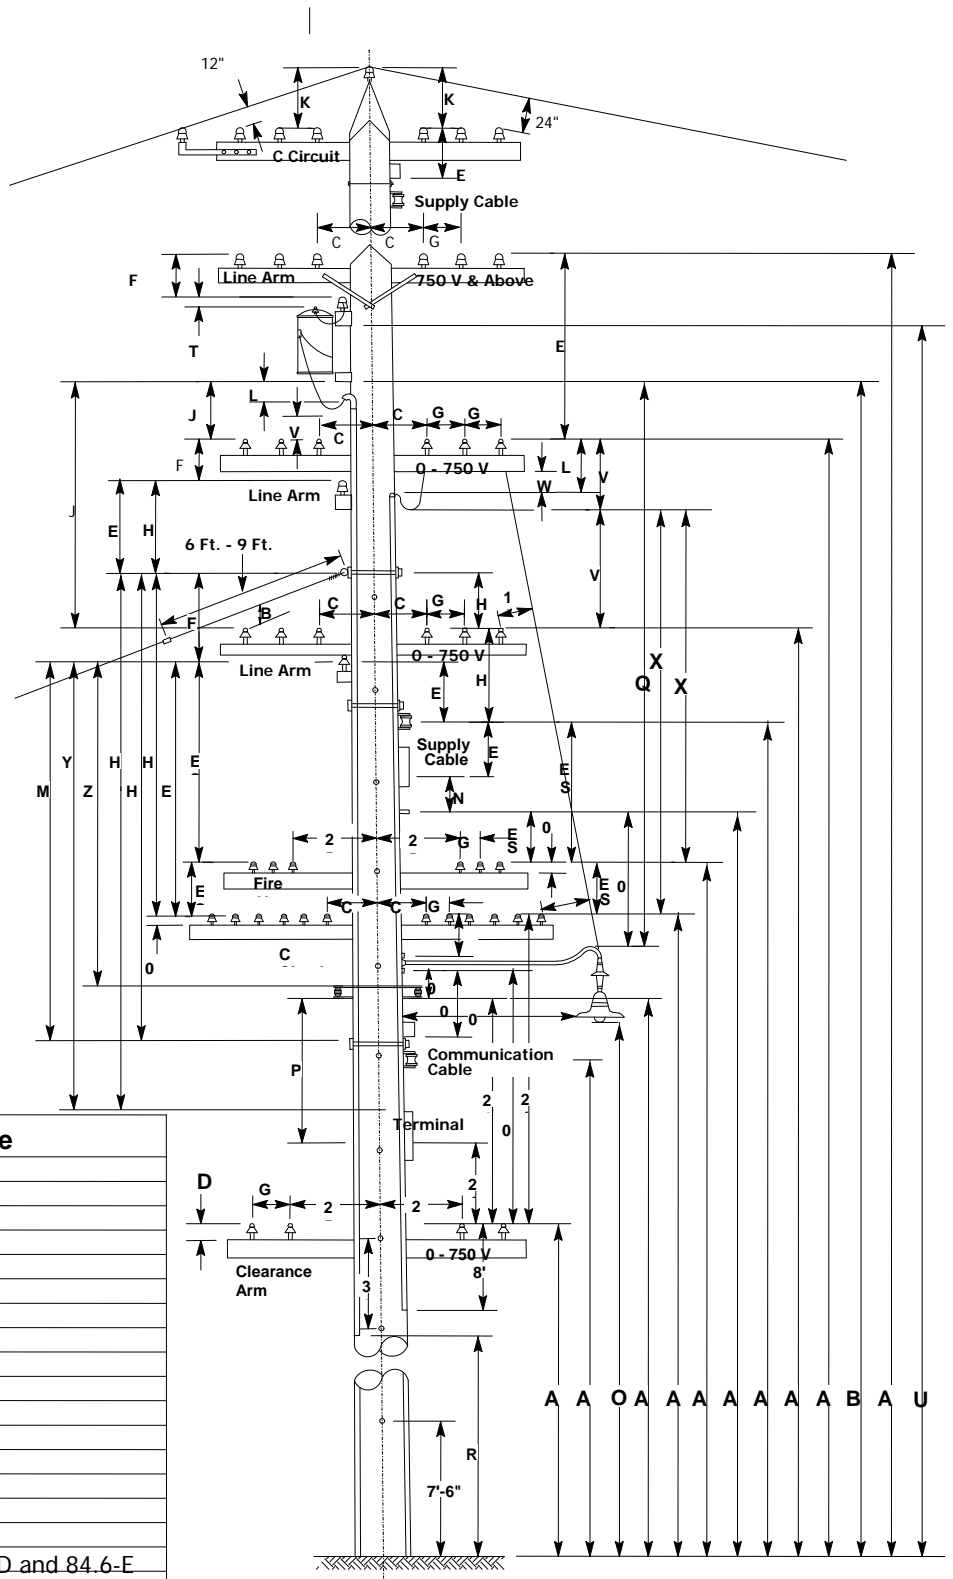 12"
K
K
24"
C Circuit
E
Supply Cable
C
C
G
F
Line Arm
750 V & Above
T
E
L
J
C
G
G
V
C
F
0 - 750 V
L
V
W
Line Arm
J
E
H
6 Ft. - 9 Ft.
V
B
C
C
G
H
1
F
0 - 750 V
Line Arm
E
H
Q
X
X
Supply
Cable
E
Y
H
H
E
M
Z
H
E
N
E
S
2
2
G
E
S
0
Fire
E
E
S
0
C
C
G
C
0
0
0
0
Communication
Cable
P
2
2
0
Terminal
e
D
G
2
2
2
0 - 750 V
8'
Clearance
Arm
3
A
A
O
A
A
A
A
A
A
A
B
A
U
R
7'-6"
D and 84.6-E